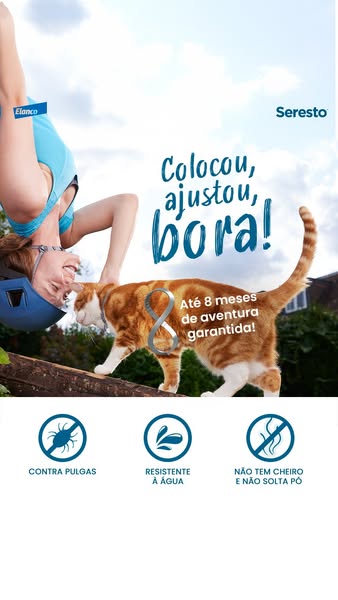 Elanco
Seresto
Colocou,
ajustou,
bora!
Até 8 meses
de aventura
garantida!
CONTRA PULGAS
RESISTENTE
À ÁGUA
NÃO TEM CHEIRO
E NÃO SOLTA PÓ